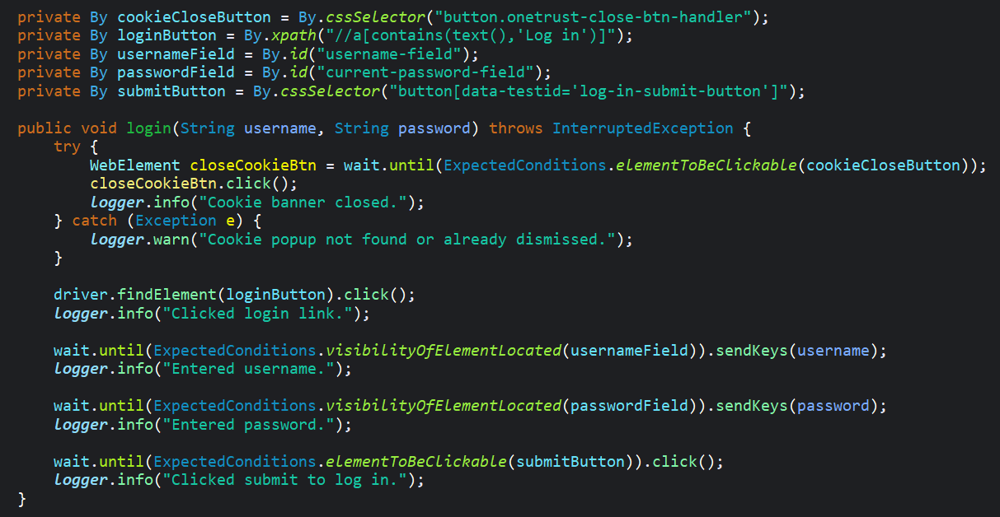 private By cookieCloseButton = By.cssSelector("button.onetrust-close-btn-handler");
private By loginButton = By.xpath("//a[contains(text(),'Log in')]");
private By usernameField = By.id("username-field");
private By passwordField = By.id("current-password-field");
private By submitButton = By.cssSelector("button[data-testid='log-in-submit-button']");

public void login(String username, String password) throws InterruptedException {
    try {
        WebElement closeCookieBtn = wait.until(ExpectedConditions.elementToBeClickable(cookieCloseButton));
        closeCookieBtn.click();
        logger.info("Cookie banner closed.");
    } catch (Exception e) {
        logger.warn("Cookie popup not found or already dismissed.");
    }

    driver.findElement(loginButton).click();
    logger.info("Clicked login link.");

    wait.until(ExpectedConditions.visibilityOfElementLocated(usernameField)).sendKeys(username);
    logger.info("Entered username.");

    wait.until(ExpectedConditions.visibilityOfElementLocated(passwordField)).sendKeys(password);
    logger.info("Entered password.");

    wait.until(ExpectedConditions.elementToBeClickable(submitButton)).click();
    logger.info("Clicked submit to log in.");
}